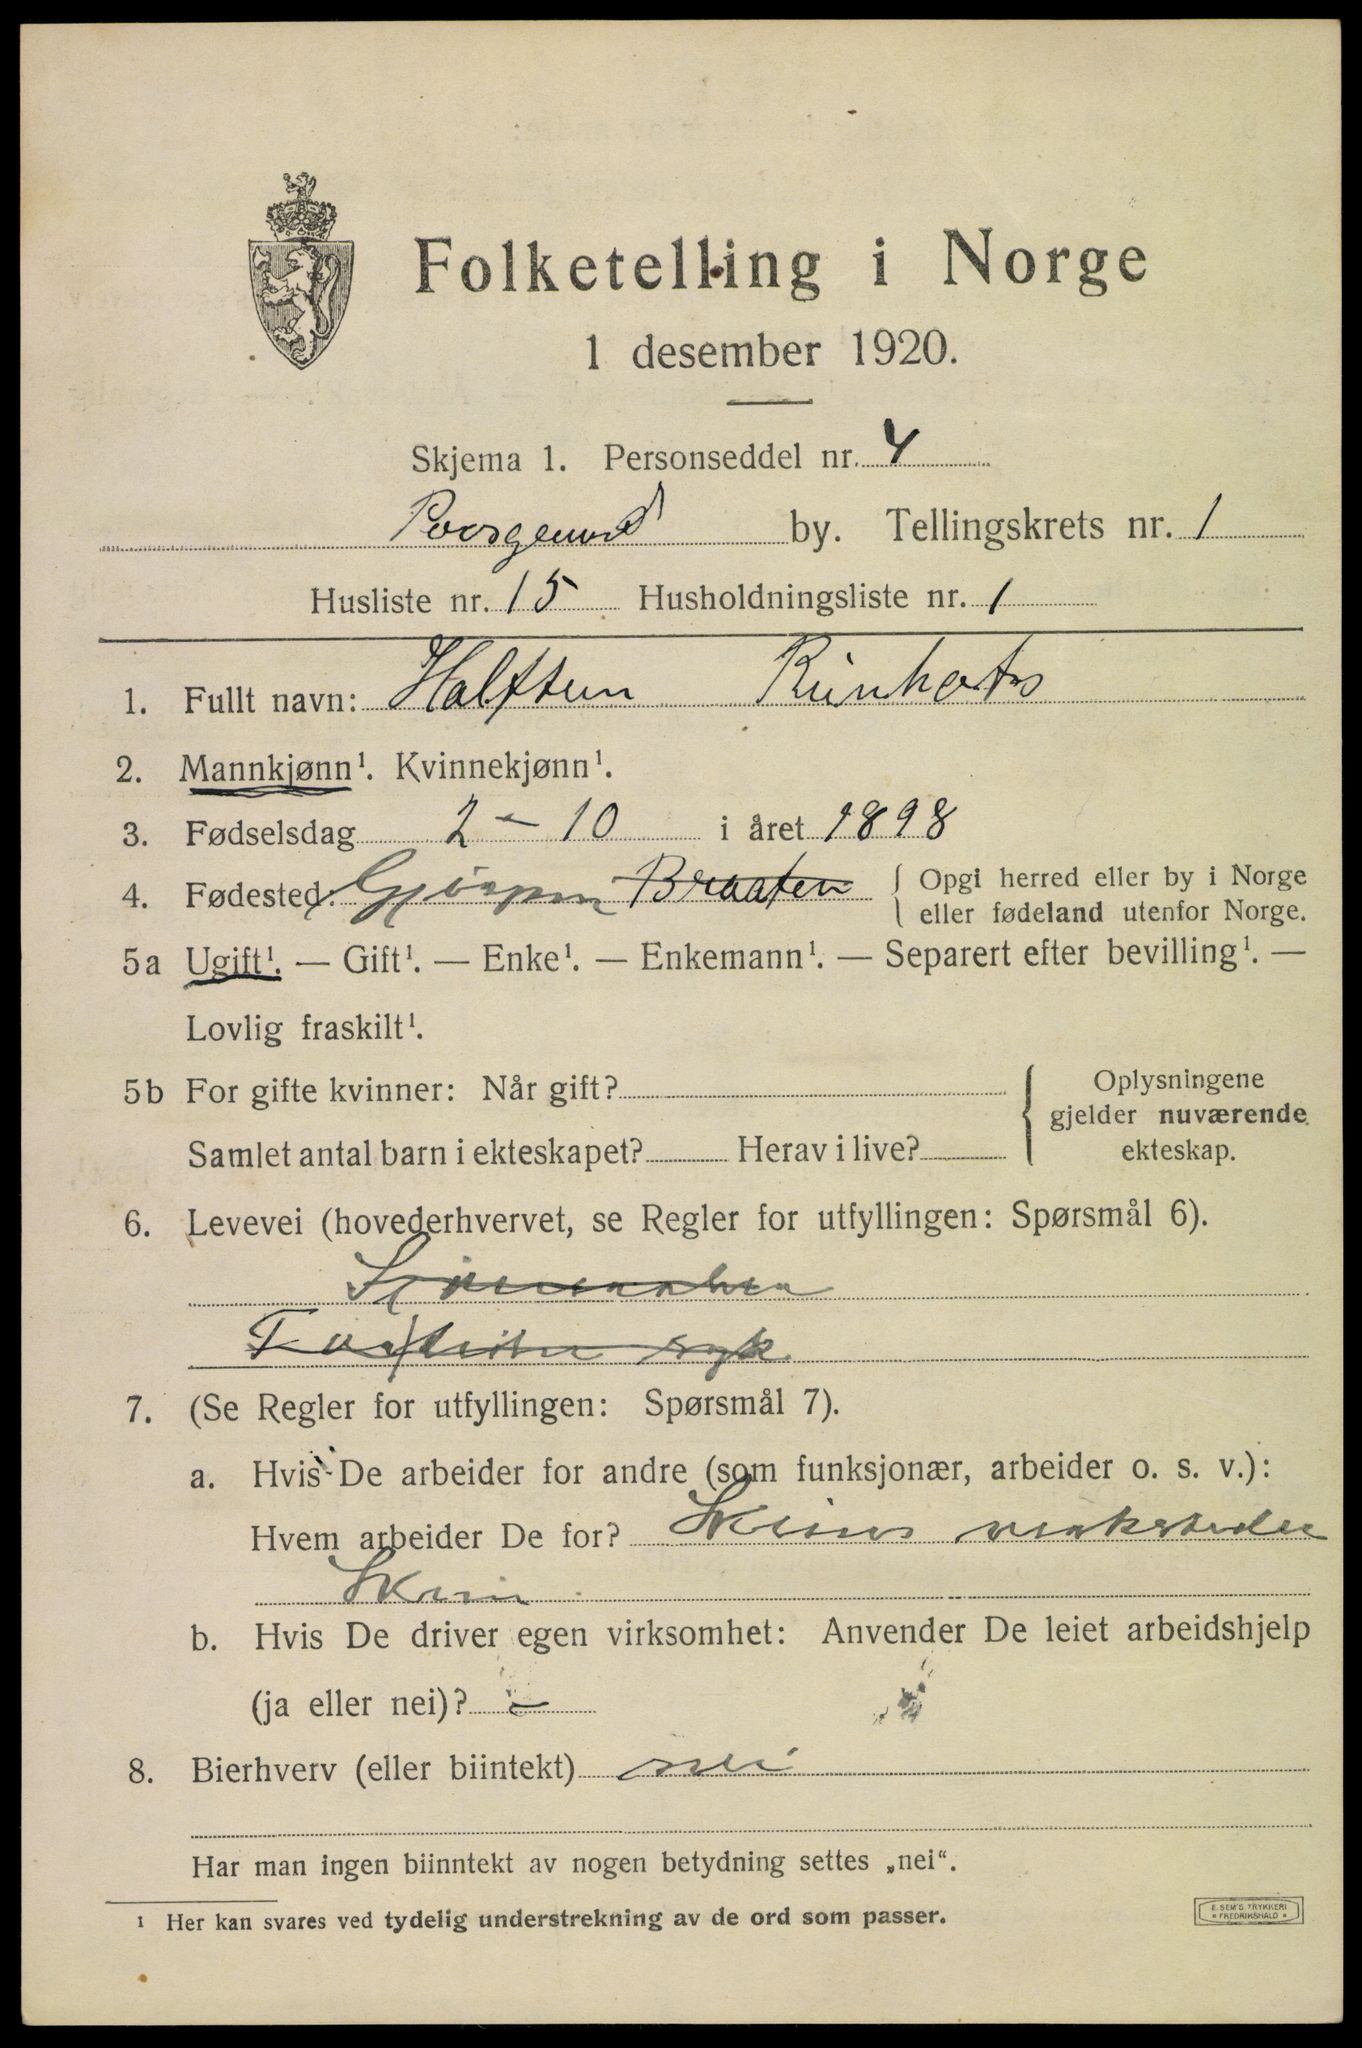 Folketelling i Norge
1 desember 1920.
Skjema 1. Personseddel nr. 4
Porsgrund by. Tellingskrets nr. 1
Husliste nr. 15 Husholdningsliste nr. 1
1. Fullt navn: Halften
2. Mannkjønn¹. Kvinnekjønn¹.
3. Fødselsdag 2 - 10 i året 1898
4. Fødested: Gjerpen Braaten { Opgi herred eller by i Norge
eller fødeland utenfor Norge.
5a Ugift¹. — Gift¹. — Enke¹. — Enkemann¹. — Separert efter bevilling¹. —
Lovlig fraskilt¹.
5b For gifte kvinner: Når gift? { Oplysningene
gjelder nuværende
Samlet antal barn i ekteskapet? Herav i live? ekteskap.
6. Levevei (hovederhvervet, se Regler for utfyllingen: Spørsmål 6).
syk
7. (Se Regler for utfyllingen: Spørsmål 7).
a. Hvis De arbeider for andre (som funksjonær, arbeider o. s. v.):
Hvem arbeider De for? Skiens
Skien
b. Hvis De driver egen virksomhet: Anvender De leiet arbeidshjelp
(ja eller nei)? —
8. Bierhverv (eller biintekt) nei
Har man ingen biinntekt av nogen betydning settes „nei“.
¹ Her kan svares ved tydelig understrekning av de ord som passer.
E. SEM'S TRYKKERI
* FREDRIKSHALD *